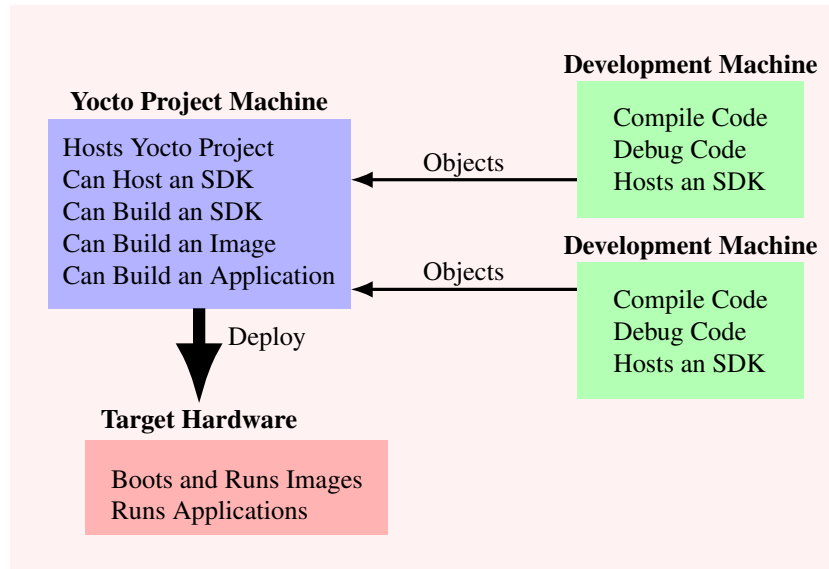 Yocto Project Machine
Hosts Yocto Project
Can Host an SDK
Can Build an SDK
Can Build an Image
Can Build an Application
Objects
Objects
Development Machine
Compile Code
Debug Code
Hosts an SDK
Development Machine
Compile Code
Debug Code
Hosts an SDK
Deploy
Target Hardware
Boots and Runs Images
Runs Applications